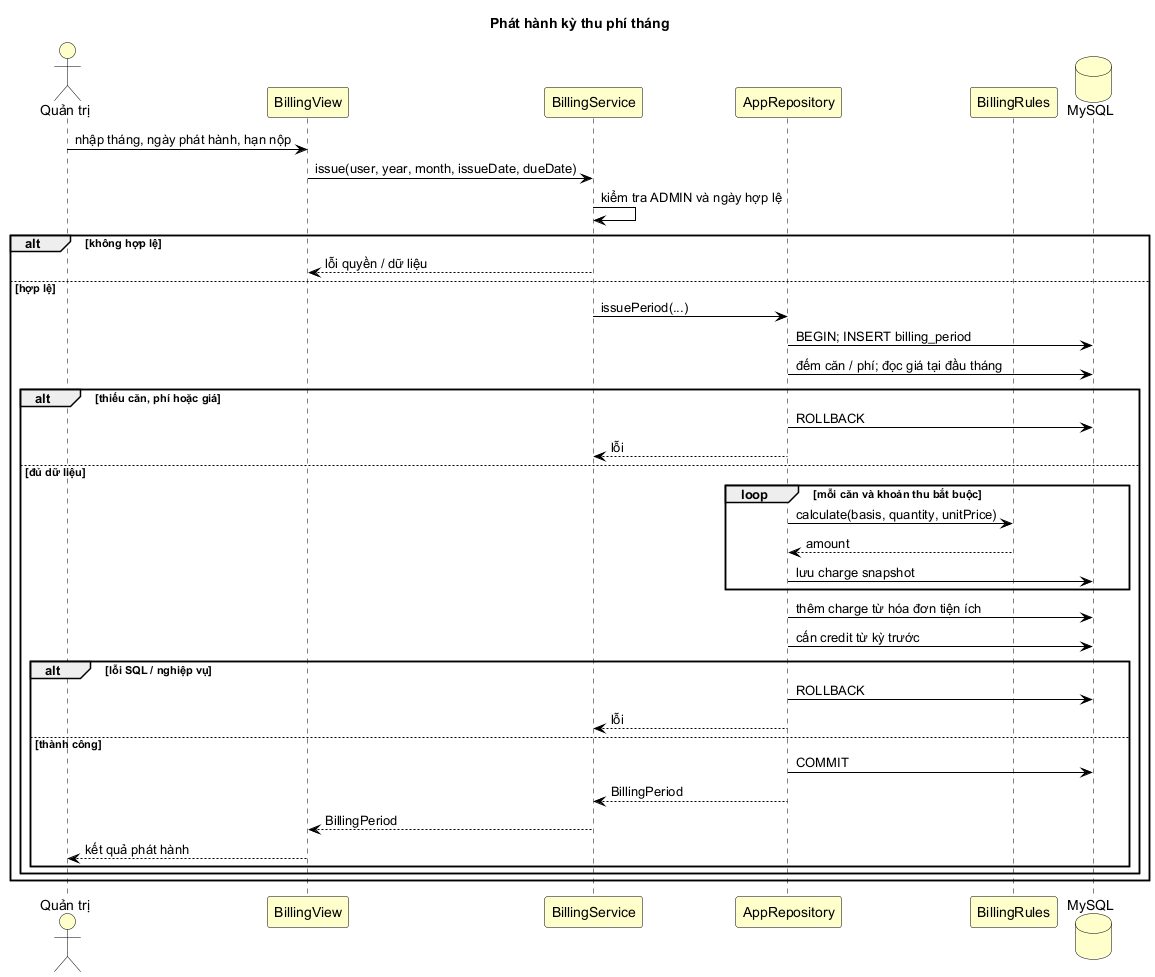 Phát hành kỳ thu phí tháng
Quản trị
BillingView
BillingService
AppRepository
BillingRules
MySQL
nhập tháng, ngày phát hành, hạn nộp
issue(user, year, month, issueDate, dueDate)
kiểm tra ADMIN và ngày hợp lệ
alt [không hợp lệ]
lỗi quyền / dữ liệu
[hợp lệ]
issuePeriod(...)
BEGIN; INSERT billing_period
đếm căn / phí; đọc giá tại đầu tháng
alt [thiếu căn, phí hoặc giá]
ROLLBACK
lỗi
[đủ dữ liệu]
loop [mỗi căn và khoản thu bắt buộc]
calculate(basis, quantity, unitPrice)
amount
lưu charge snapshot
thêm charge từ hóa đơn tiện ích
cấn credit từ kỳ trước
alt [lỗi SQL / nghiệp vụ]
ROLLBACK
lỗi
[thành công]
COMMIT
BillingPeriod
BillingPeriod
kết quả phát hành
Quản trị
BillingView
BillingService
AppRepository
BillingRules
MySQL